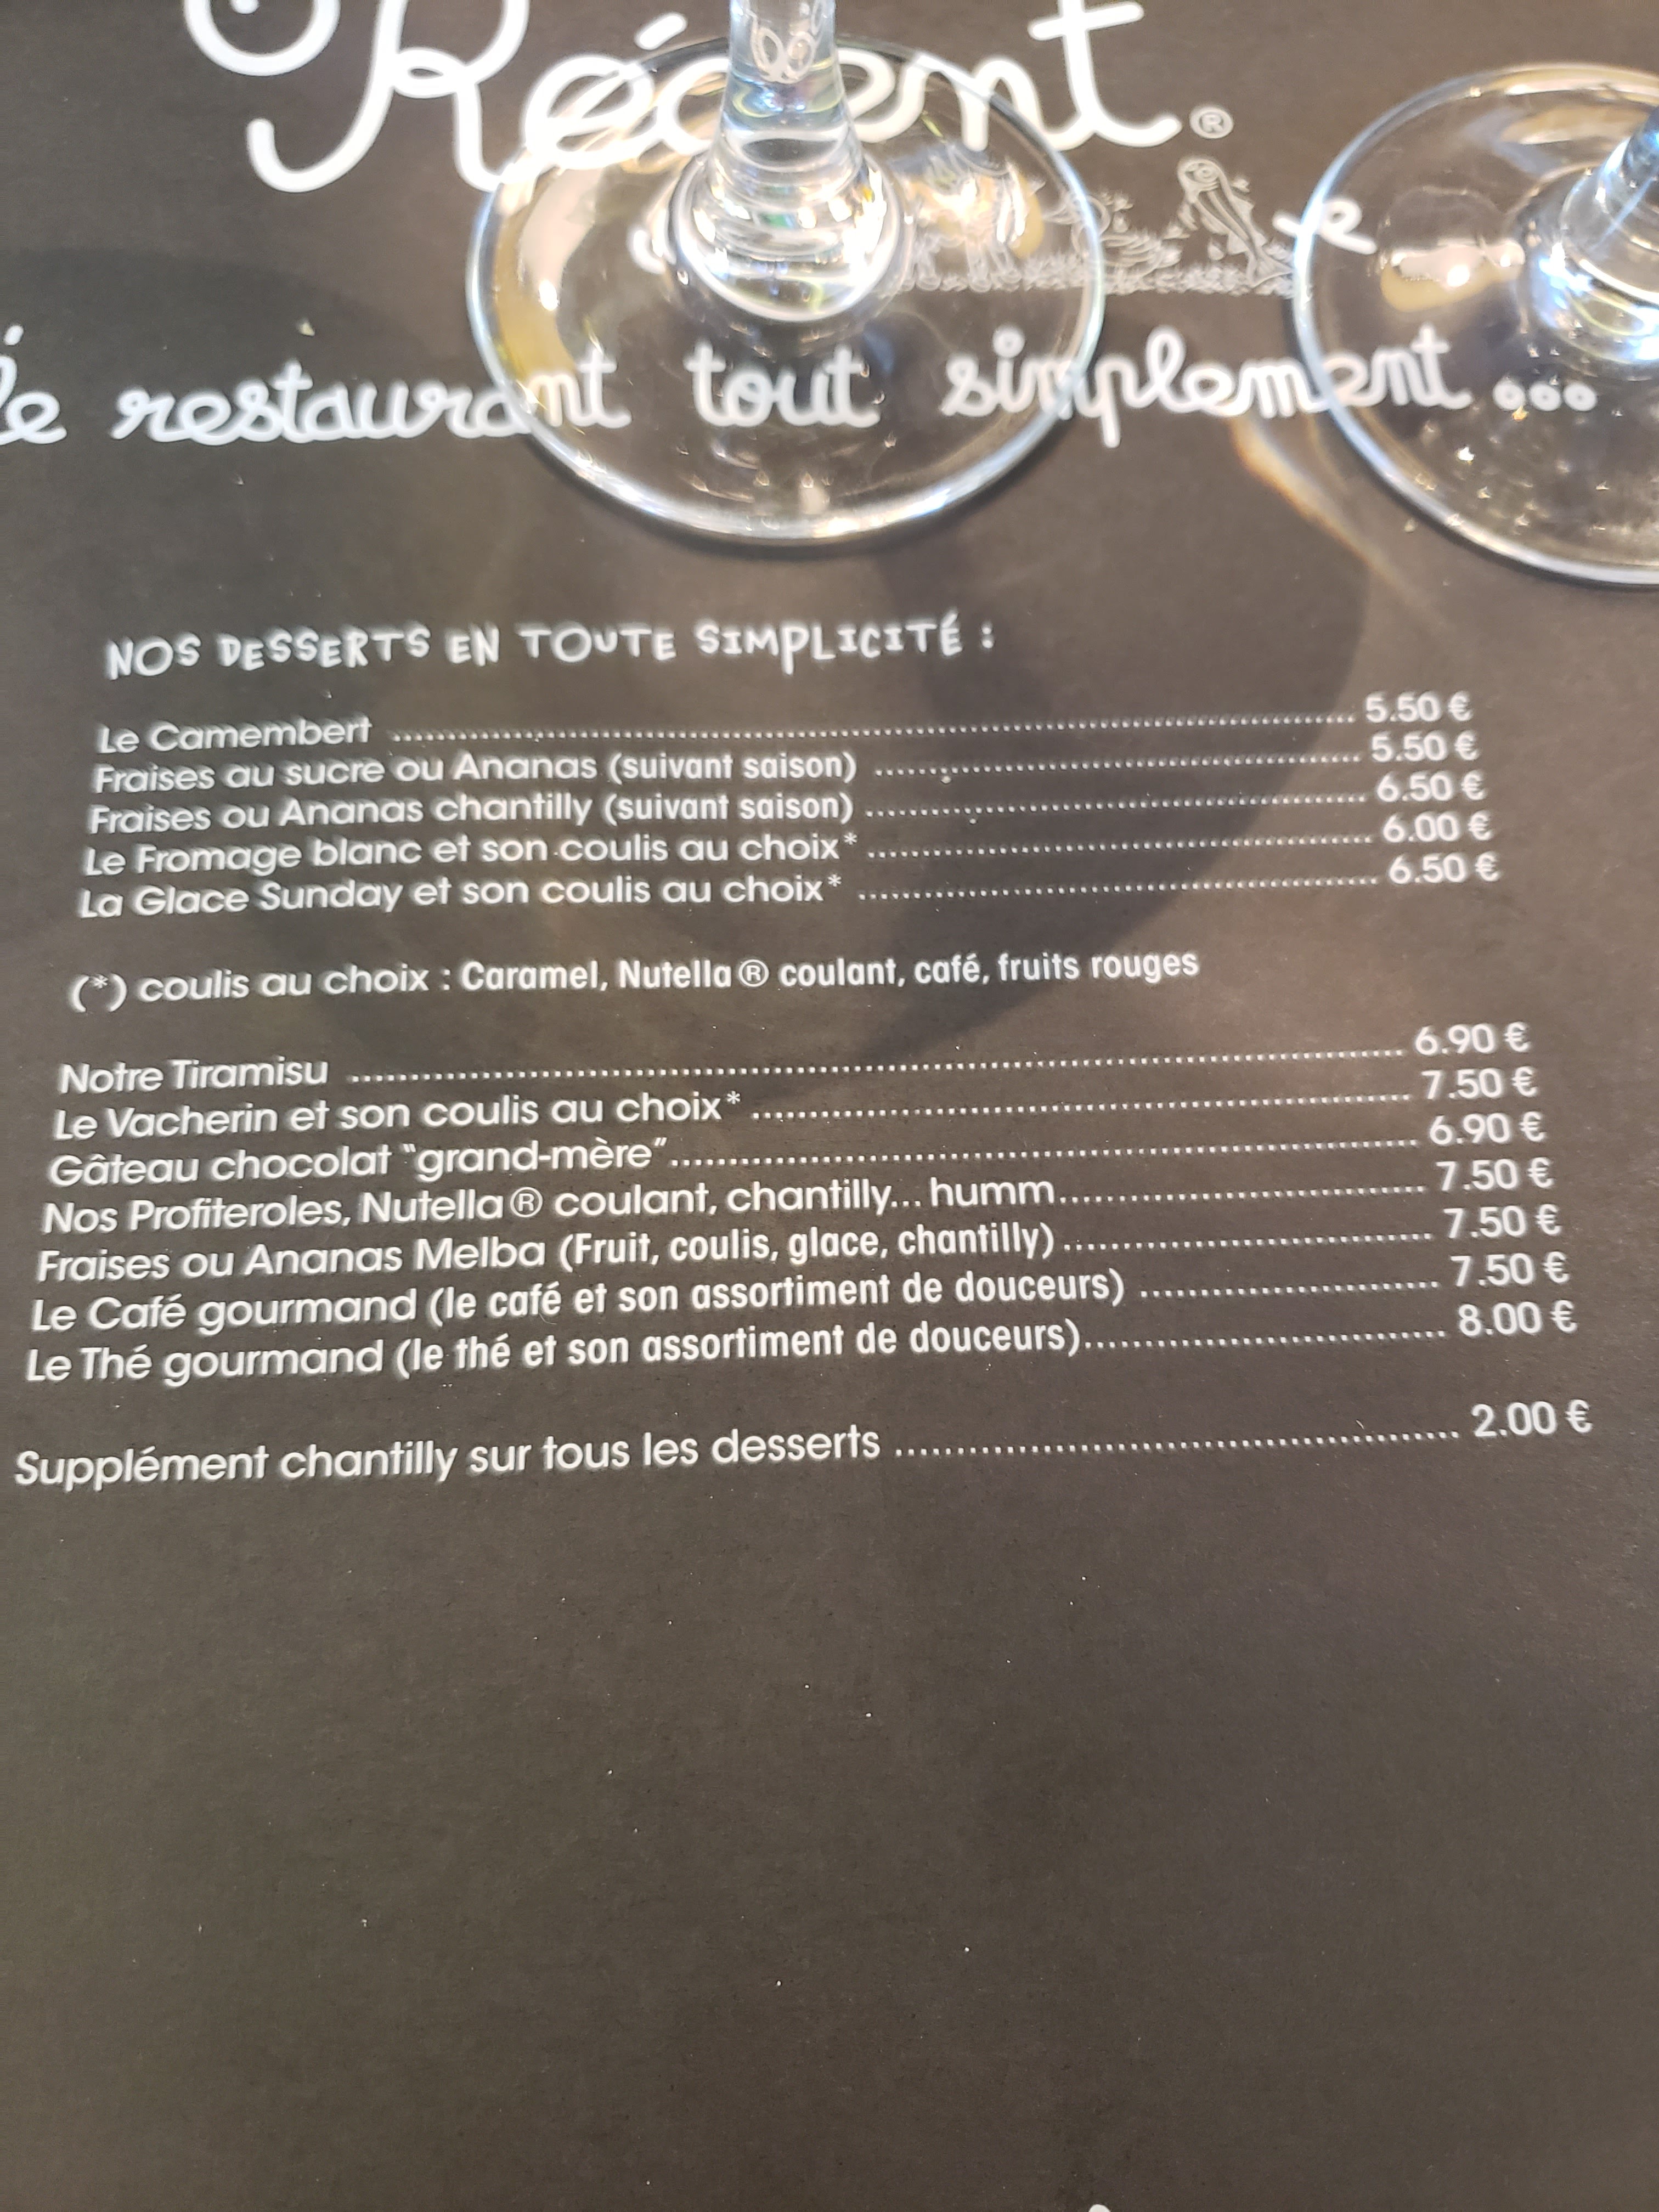 Récent®
le restaurant tout simplement...
NOS DESSERTS EN TOUTE SIMPLICITÉ :
Le Camembert .......... 5.50 €
Fraises au sucre ou Ananas (suivant saison) .......... 5.50 €
Fraises ou Ananas chantilly (suivant saison) .......... 6.50 €
Le Fromage blanc et son coulis au choix* .......... 6.00 €
La Glace Sunday et son coulis au choix* .......... 6.50 €
(*) coulis au choix : Caramel, Nutella® coulant, café, fruits rouges
Notre Tiramisu .......... 6.90 €
Le Vacherin et son coulis au choix* .......... 7.50 €
Gâteau chocolat "grand-mère" .......... 6.90 €
Nos Profiteroles, Nutella® coulant, chantilly... humm .......... 7.50 €
Fraises ou Ananas Melba (Fruit, coulis, glace, chantilly) .......... 7.50 €
Le Café gourmand (le café et son assortiment de douceurs) .......... 7.50 €
Le Thé gourmand (le thé et son assortiment de douceurs) .......... 8.00 €
Supplément chantilly sur tous les desserts .......... 2.00 €